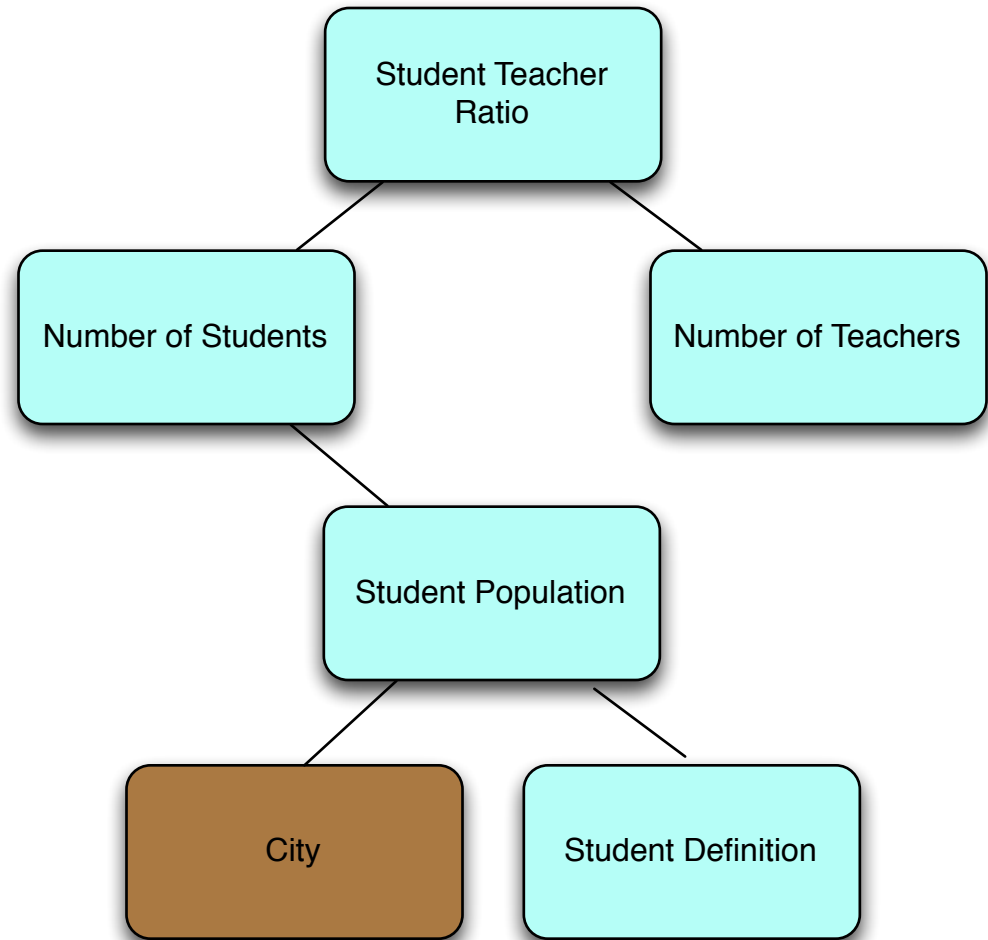 Student Teacher
Ratio
Number of Students
Number of Teachers
Student Population
City
Student Definition